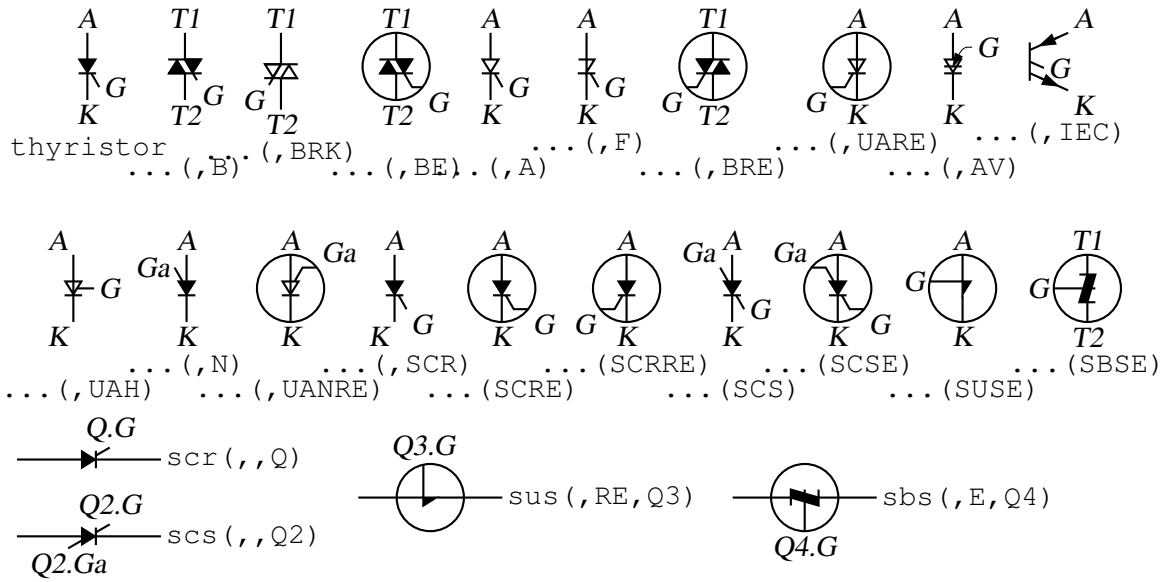 A T1 T1 T1 A A T1 A A G A
G G G G G G G G G
K T2 T2 T2 K K T2 K K K
thyristor ...(,BRK) ...(,F) ...(,UARE) ...(,IEC)
...(,B) ...(,BE) ...(,A) ...(,BRE) ...(,AV)
A A A A A A A A A T1
Ga Ga Ga Ga
G G G G G G G G
K K K K K K K K K T2
...(,N) ...(,SCR) ...(SCRRE) ...(SCSE) ...(SBSE)
...(,UAH) ...(,UANRE) ...(SCRE) ...(SCS) ...(SUSE)
Q.G
scr(,,Q)
Q3.G
sus(,RE,Q3)
sbs(,E,Q4)
Q4.G
Q2.G
scs(,,Q2)
Q2.Ga